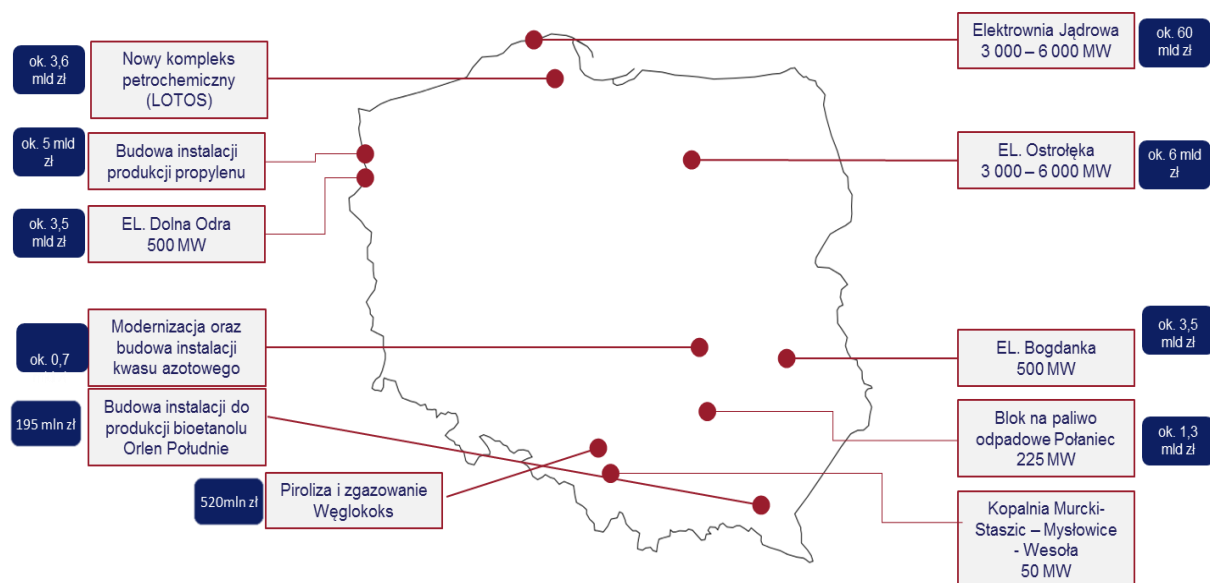 ok. 3,6
mld zł
Nowy kompleks
petrochemiczny
(LOTOS)
ok. 5 mld
zł
Budowa instalacji
produkcji propylenu
ok. 3,5
mld zł
EL. Dolna Odra
500 MW
ok. 0,7
Modernizacja oraz
budowa instalacji
kwasu azotowego
195 mln zł
Budowa instalacji do
produkcji bioetanolu
Orlen Południe
520mln zł
Piroliza i zgazowanie
Węglokoks
Elektrownia Jądrowa
3 000 – 6 000 MW
ok. 60
mld zł
EL. Ostrołęka
3 000 – 6 000 MW
ok. 6 mld
zł
EL. Bogdanka
500 MW
ok. 3,5
mld zł
Blok na paliwo
odpadowe Połaniec
225 MW
ok. 1,3
mld zł
Kopalnia Murcki-
Staszic – Mysłowice
- Wesoła
50 MW